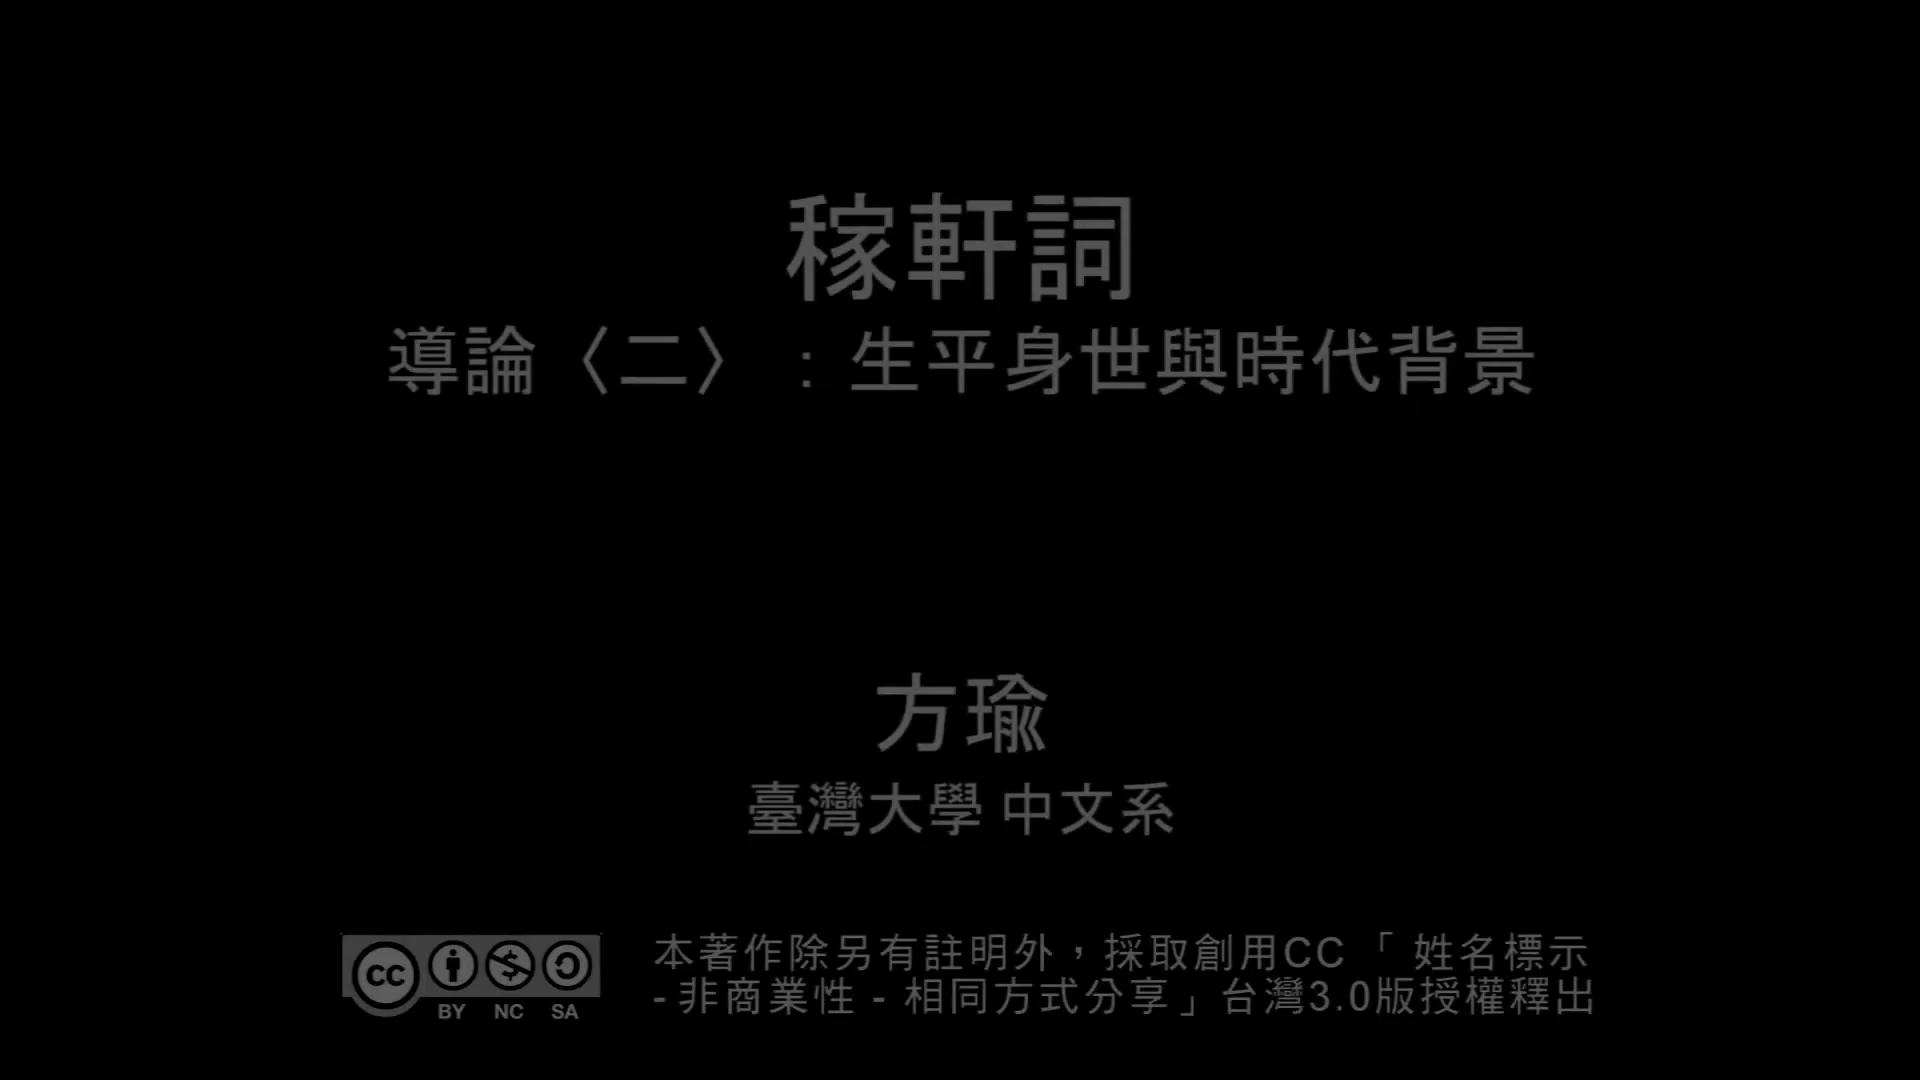 稼軒詞
導論〈二〉：生平身世與時代背景
方瑜
臺灣大學 中文系
cc BY NC SA
本著作除另有註明外，採取創用CC「 姓名標示
- 非商業性 - 相同方式分享」台灣3.0版授權釋出